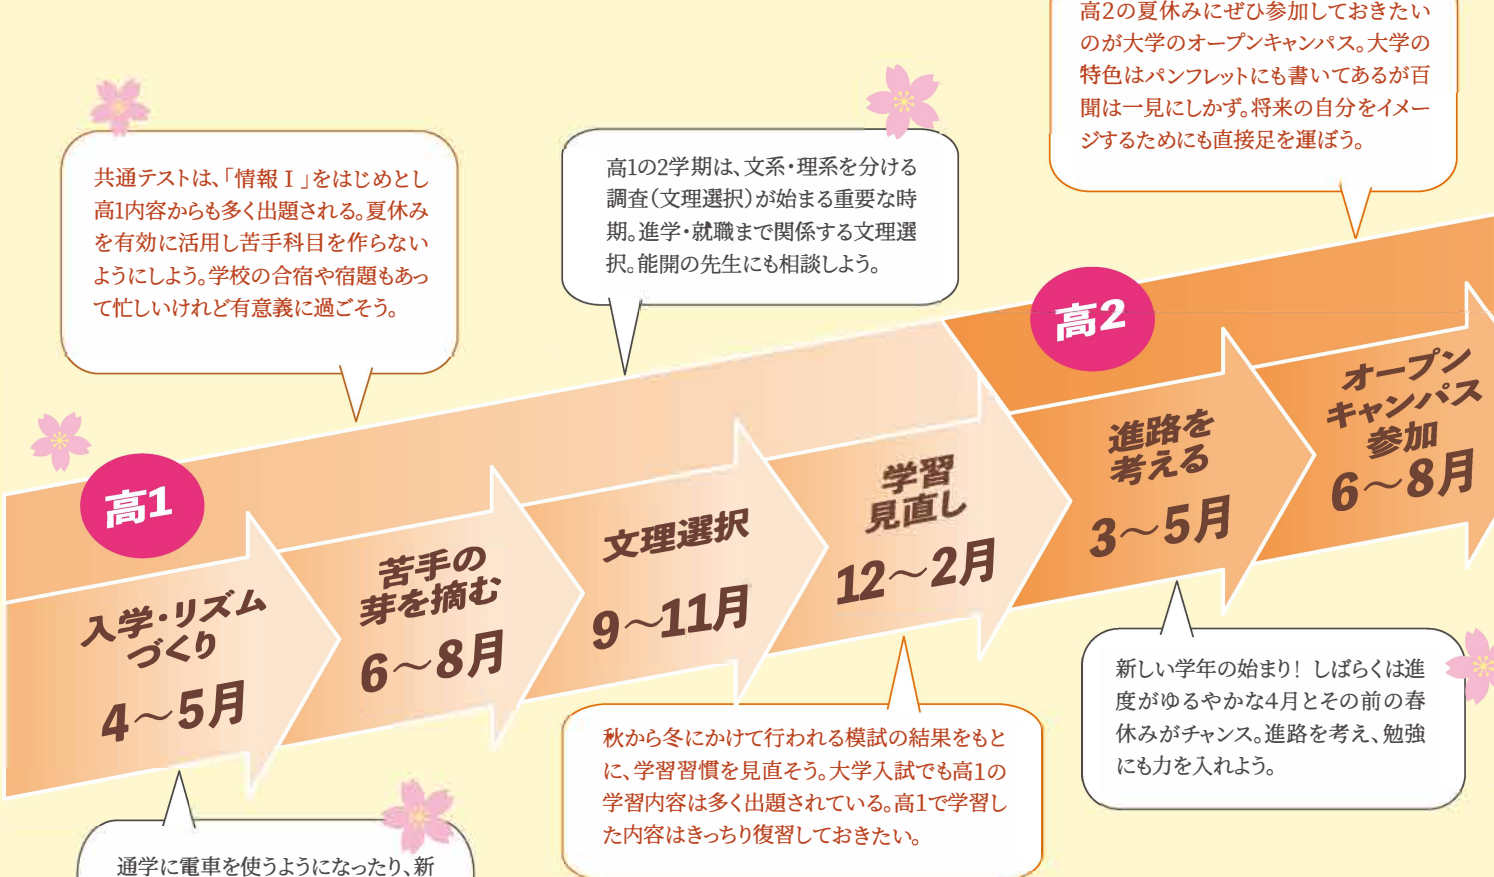 高2の夏休みにぜひ参加しておきたい
のが大学のオープンキャンパス。大学の
特色はパンフレットにも書いてあるが百
聞は一見にしかず。将来の自分をイメー
ジするためにも直接足を運ぼう。
共通テストは、「情報Ⅰ」をはじめとし
高1内容からも多く出題される。夏休み
を有効に活用し苦手科目を作らない
ようにしよう。学校の合宿や宿題もあっ
て忙しいけれど有意義に過ごそう。
高1の2学期は、文系・理系を分ける
調査(文理選択)が始まる重要な時
期。進学・就職まで関係する文理選
択。能開の先生にも相談しよう。
高1
入学・リズム
づくり
4～5月
苦手の
芽を摘む
6～8月
文理選択
9～11月
学習
見直し
12～2月
高2
進路を
考える
3～5月
オープン
キャンパス
参加
6～8月
通学に電車を使うようになったり、新
秋から冬にかけて行われる模試の結果をもと
に、学習習慣を見直そう。大学入試でも高1の
学習内容は多く出題されている。高1で学習し
た内容はきっちり復習しておきたい。
新しい学年の始まり! しばらくは進
度がゆるやかな4月とその前の春
休みがチャンス。進路を考え、勉強
にも力を入れよう。